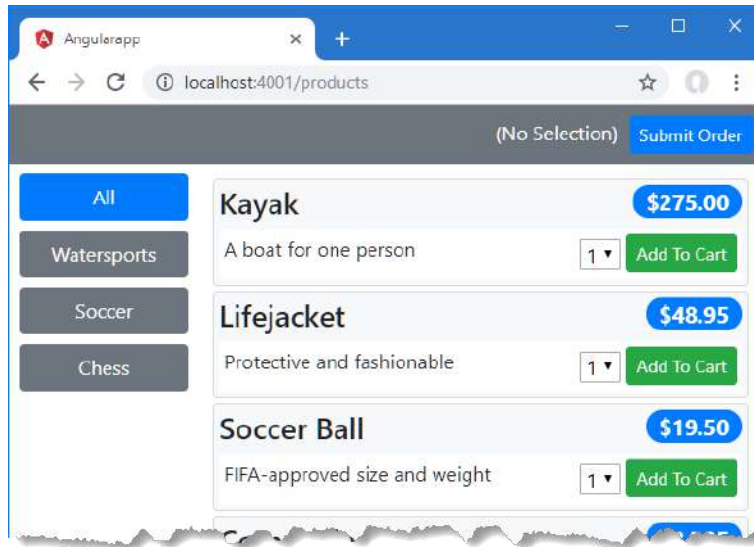 Angularapp
localhost:4001/products
(No Selection) Submit Order
All
Watersports
Soccer
Chess
Kayak $275.00
A boat for one person 1 Add To Cart
Lifejacket $48.95
Protective and fashionable 1 Add To Cart
Soccer Ball $19.50
FIFA-approved size and weight 1 Add To Cart